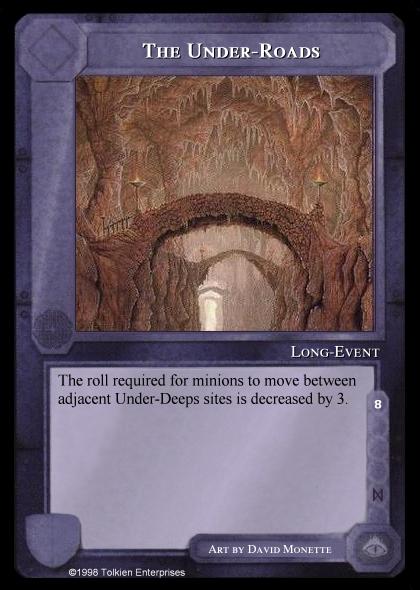 The Under-Roads
Long-Event
The roll required for minions to move between
adjacent Under-Deeps sites is decreased by 3.
8
Art by David Monette
©1998 Tolkien Enterprises